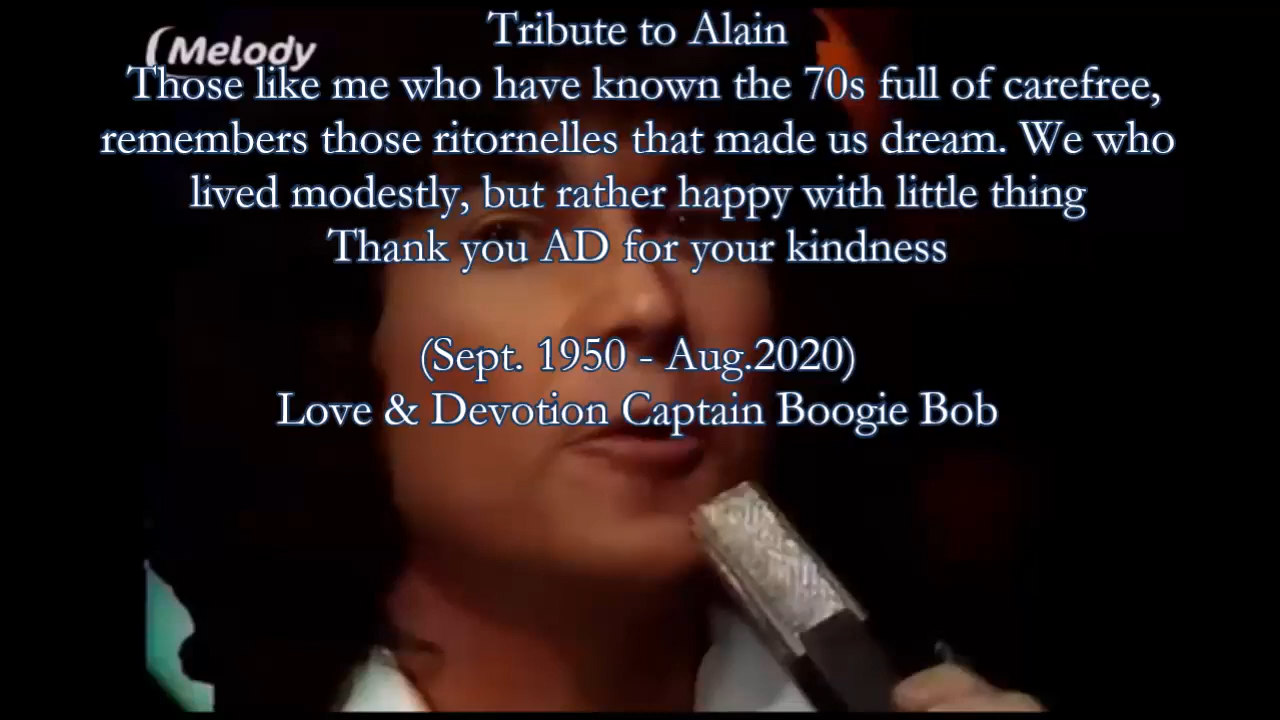 Melody
Tribute to Alain
Those like me who have known the 70s full of carefree,
remembers those ritornelles that made us dream. We who
lived modestly, but rather happy with little thing
Thank you AD for your kindness
(Sept. 1950 - Aug.2020)
Love & Devotion Captain Boogie Bob